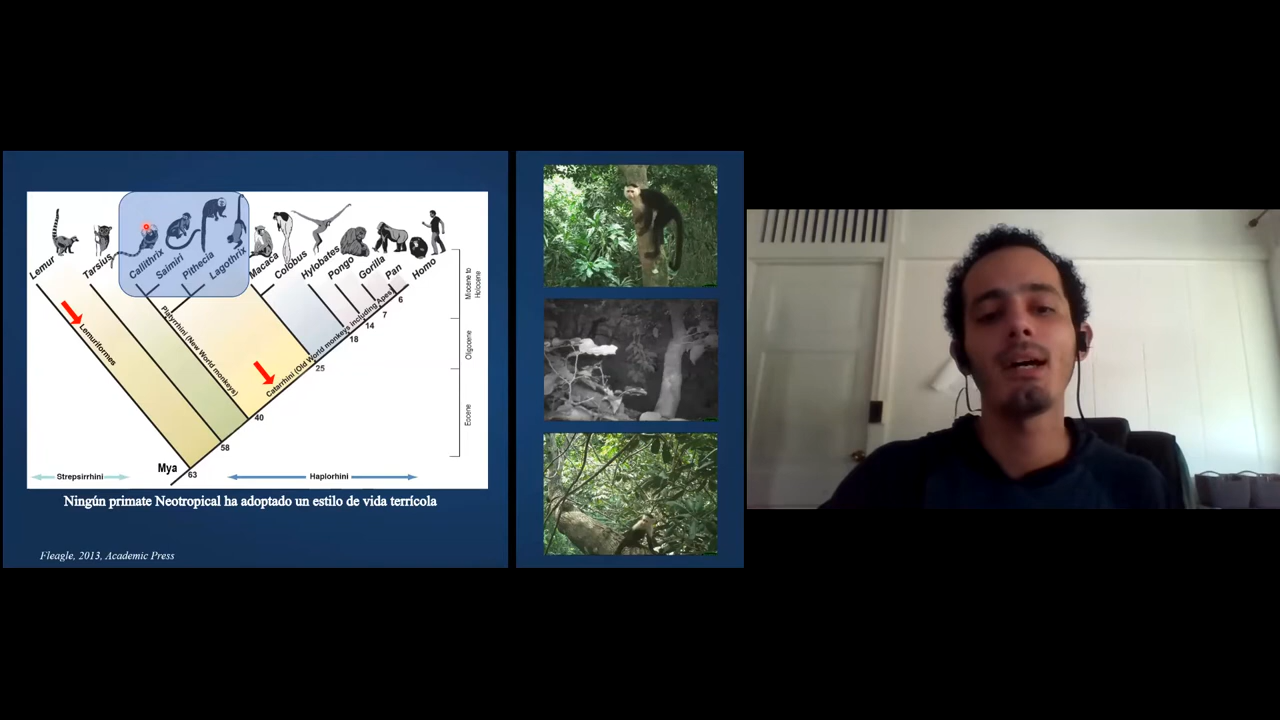 Lemur
Tarsius
Callithrix
Saimiri
Pithecia
Lagothrix
Macaca
Colobus
Hylobates
Pongo
Gorilla
Pan
Homo
Lemuriformes
Platyrrhini (New World monkeys)
Catarrhini (Old World monkeys including Apes)
6
7
14
18
25
40
58
63
Mya
Miocene to
Holocene
Oligocene
Eocene
Strepsirrhini
Haplorhini
Ningún primate Neotropical ha adoptado un estilo de vida terrícola
Fleagle, 2013, Academic Press